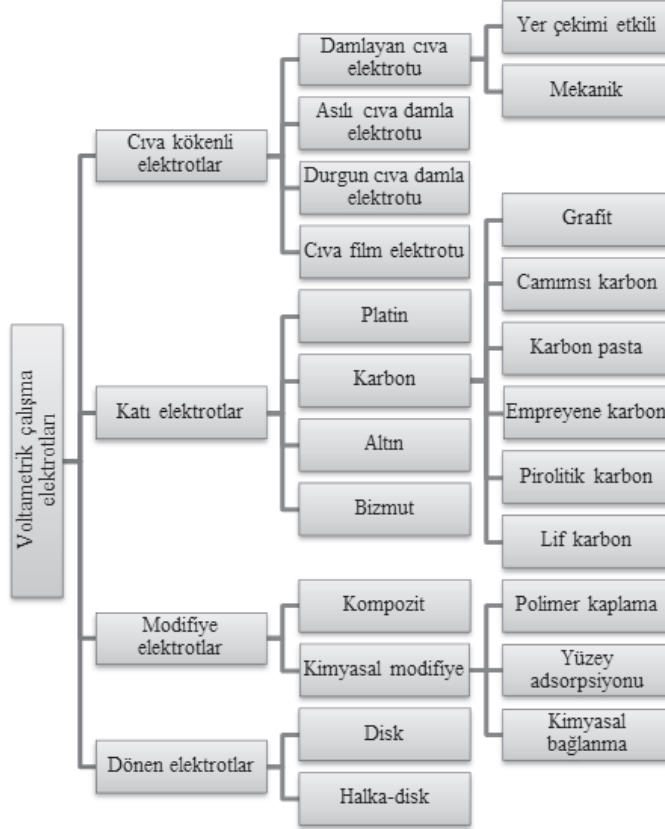 Voltametrik çalışma
elektrotları
Cıva kökenli
elektrotlar
Damlayan cıva
elektrotu
Yer çekimi etkili
Mekanik
Asılı cıva damla
elektrotu
Durgun cıva damla
elektrotu
Cıva film elektrotu
Katı elektrotlar
Platin
Karbon
Grafit
Camımsı karbon
Karbon pasta
Empreyene karbon
Pirolitik karbon
Lif karbon
Altın
Bizmut
Modifiye
elektrotlar
Kompozit
Kimyasal modifiye
Polimer kaplama
Yüzey
adsorpsiyonu
Kimyasal
bağlanma
Dönen elektrotlar
Disk
Halka-disk